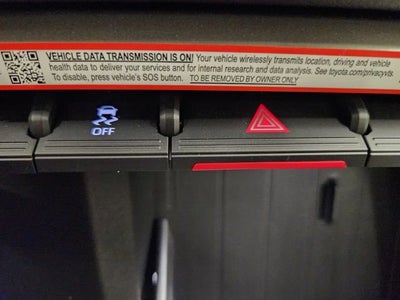 VEHICLE DATA TRANSMISSION IS ON! Your vehicle wirelessly transmits location, driving and vehicle
health data to deliver your services and for internal research and data analysis. See toyota.com/privacyvts.
To disable, press vehicle's SOS button. TO BE REMOVED BY OWNER ONLY
OFF